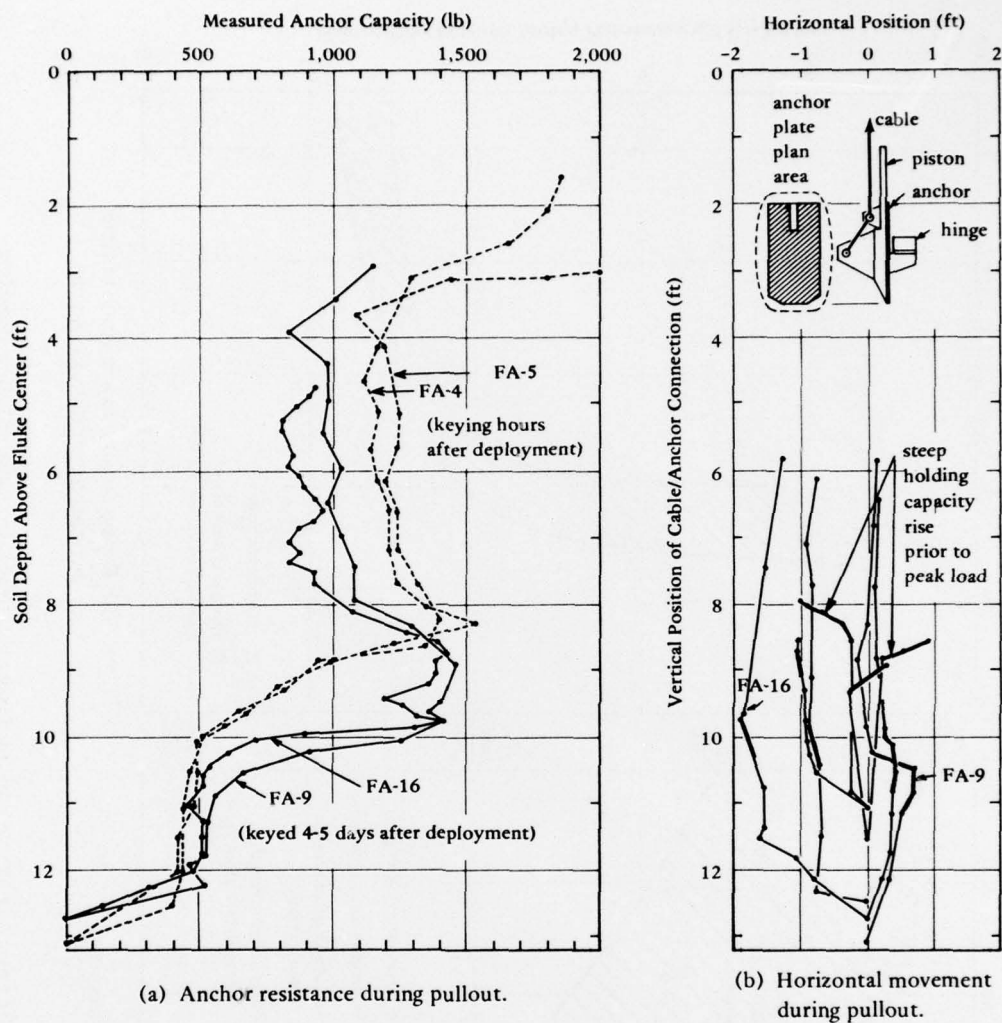 Measured Anchor Capacity (lb)
0 500 1,000 1,500 2,000
Soil Depth Above Fluke Center (ft)
0
2
4
6
8
10
12
FA-5
FA-4
(keying hours
after deployment)
FA-16
FA-9
(keyed 4-5 days after deployment)
(a) Anchor resistance during pullout.
Horizontal Position (ft)
-2 -1 0 1 2
Vertical Position of Cable/Anchor Connection (ft)
0
2
4
6
8
10
12
anchor
plate
plan
area
cable
piston
anchor
hinge
steep
holding
capacity
rise
prior to
peak load
FA-16
FA-9
(b) Horizontal movement
during pullout.